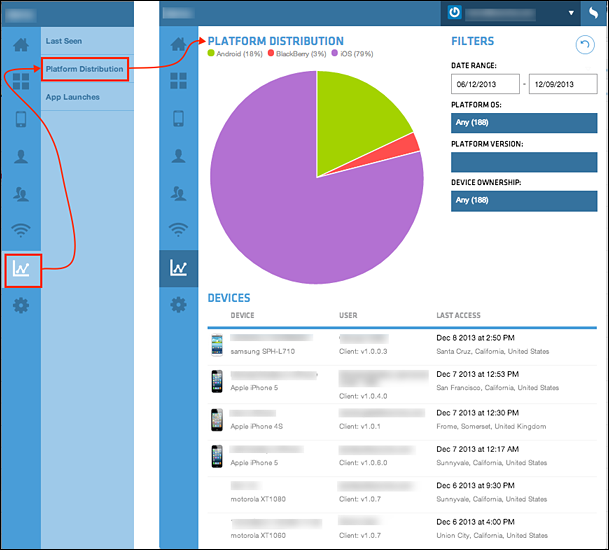 Last Seen
Platform Distribution
App Launches
PLATFORM DISTRIBUTION
Android (18%) BlackBerry (3%) iOS (79%)
FILTERS
DATE RANGE:
06/12/2013 - 12/09/2013
PLATFORM OS:
Any (188)
PLATFORM VERSION:
DEVICE OWNERSHIP:
Any (188)
DEVICES
DEVICE USER LAST ACCESS
Dec 8 2013 at 2:50 PM
samsung SPH-L710 Client: v1.0.0.3 Santa Cruz, California, United States
Dec 7 2013 at 12:53 PM
Apple iPhone 5 Client: v1.0.4.0 San Francisco, California, United States
Dec 7 2013 at 12:30 PM
Apple iPhone 4S Client: v1.0.1 Frome, Somerset, United Kingdom
Dec 7 2013 at 12:17 AM
Apple iPhone 5 Client: v1.0.6.0 Sunnyvale, California, United States
Dec 6 2013 at 9:30 PM
motorola XT1080 Client: v1.0.7 Sunnyvale, California, United States
Dec 6 2013 at 4:00 PM
motorola XT1060 Client: v1.0.7 Union City, California, United States